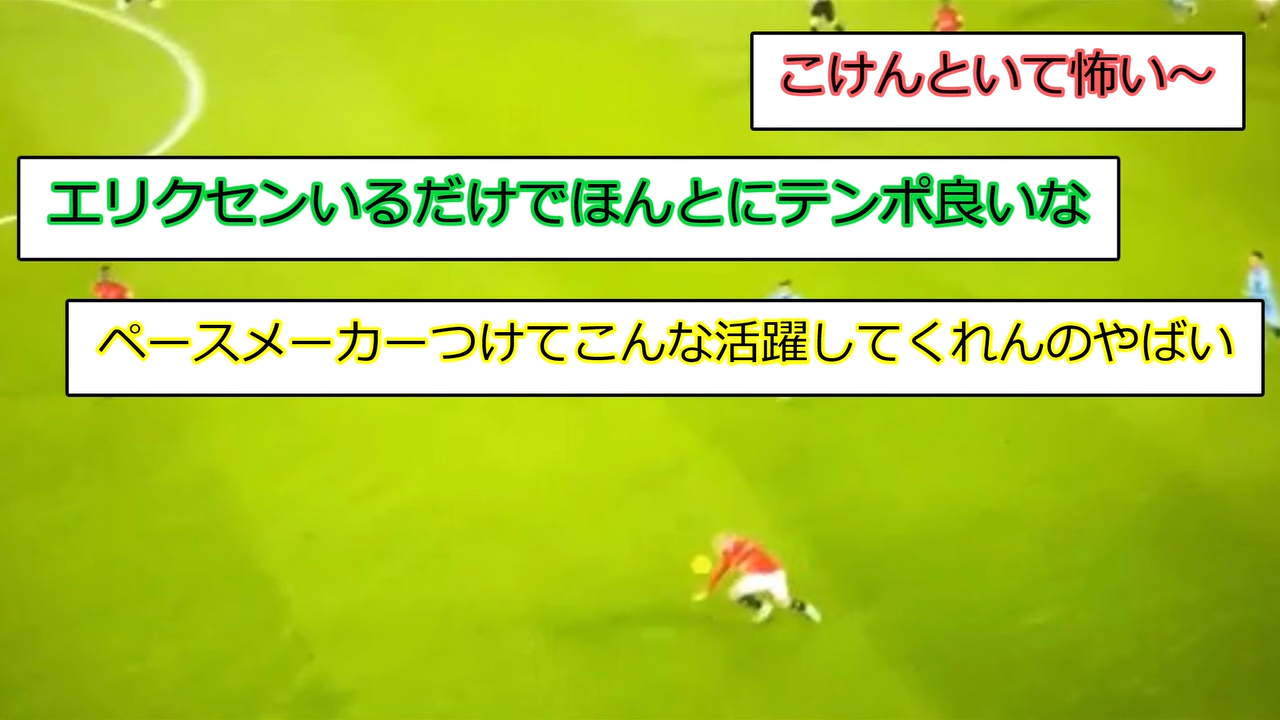 こけんといて怖い～
エリクセンいるだけでほんとにテンポ良いな
ペースメーカーつけてこんな活躍してくれんのやばい